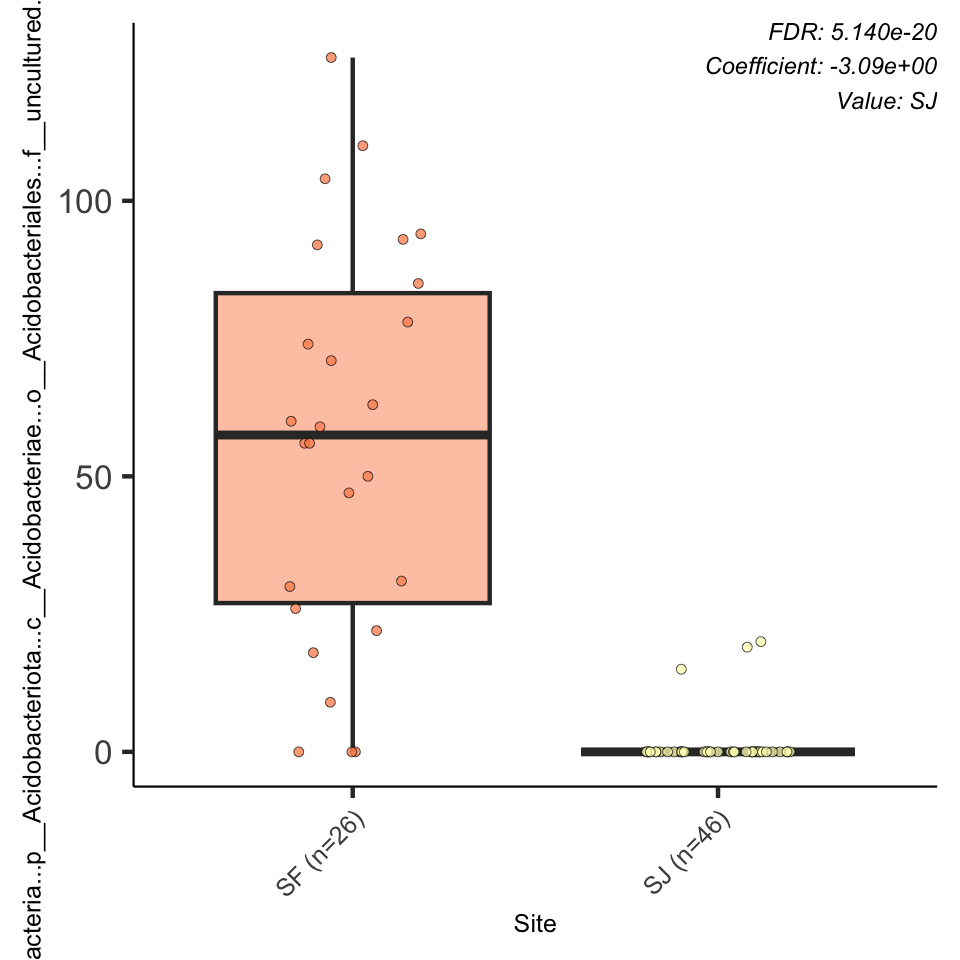 FDR: 5.140e-20
Coefficient: -3.09e+00
Value: SJ
acteria...p__Acidobacteriota...c__Acidobacteriae...o__Acidobacteriales...f__uncultured.
100
50
0
SF (n=26)
SJ (n=46)
Site